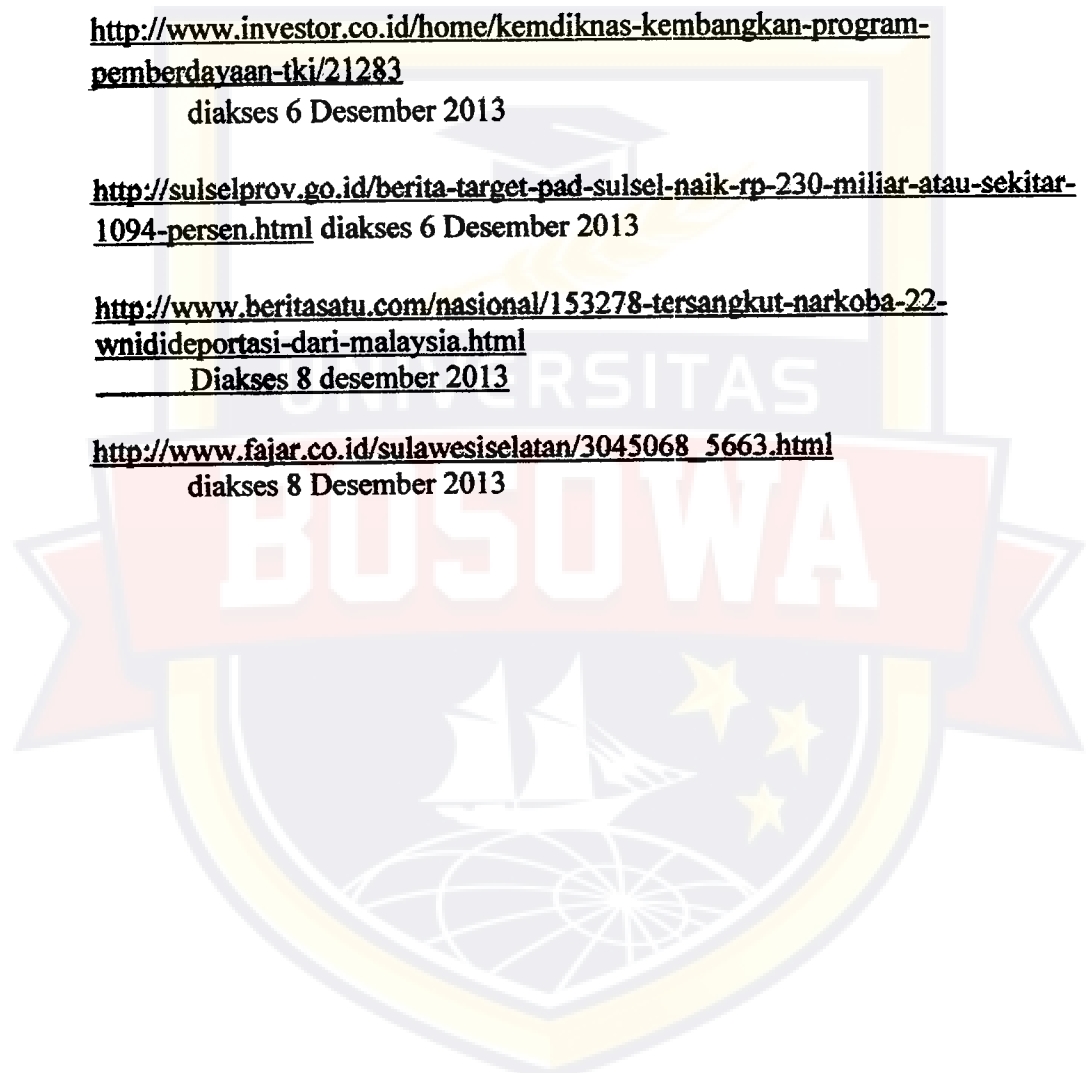 http://www.investor.co.id/home/kemdiknas-kembangkan-program-
pemberdayaan-tki/21283
diakses 6 Desember 2013
http://sulselprov.go.id/berita-target-pad-sulsel-naik-rp-230-miliar-atau-sekitar-
1094-persen.html diakses 6 Desember 2013
http://www.beritasatu.com/nasional/153278-tersangkut-narkoba-22-
wnidideportasi-dari-malaysia.html
Diakses 8 desember 2013
http://www.fajar.co.id/sulawesiselatan/3045068_5663.html
diakses 8 Desember 2013
UNIVERSITAS
BOSOWA